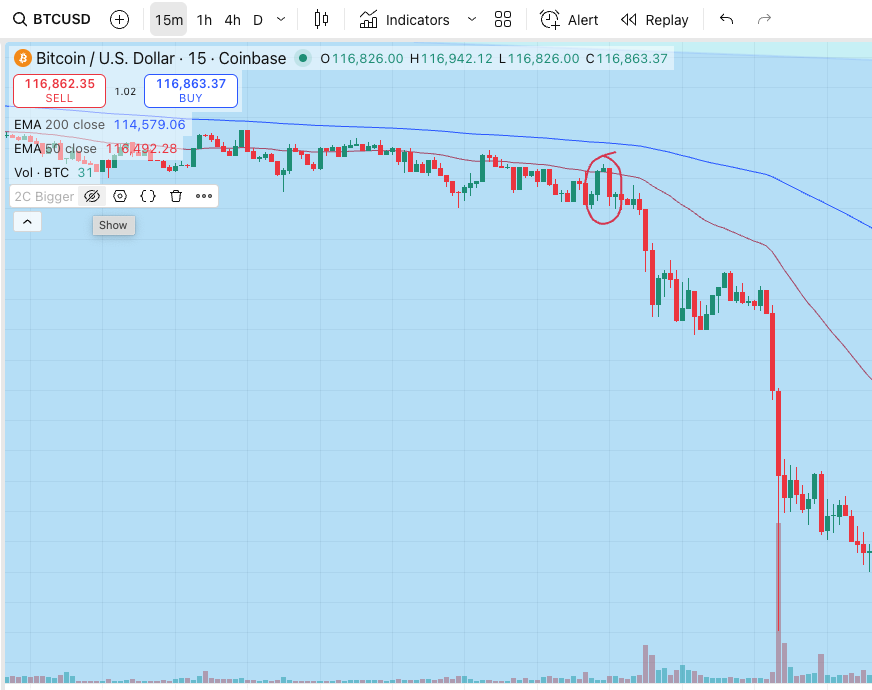 BTCUSD 15m 1h 4h D Indicators Alert Replay
Bitcoin / U.S. Dollar · 15 · Coinbase O116,826.00 H116,942.12 L116,826.00 C116,863.37
116,862.35 SELL 1.02 116,863.37 BUY
EMA 200 close 114,579.06
EMA 50 close 116,492.28
Vol · BTC 31
2C Bigger
Show